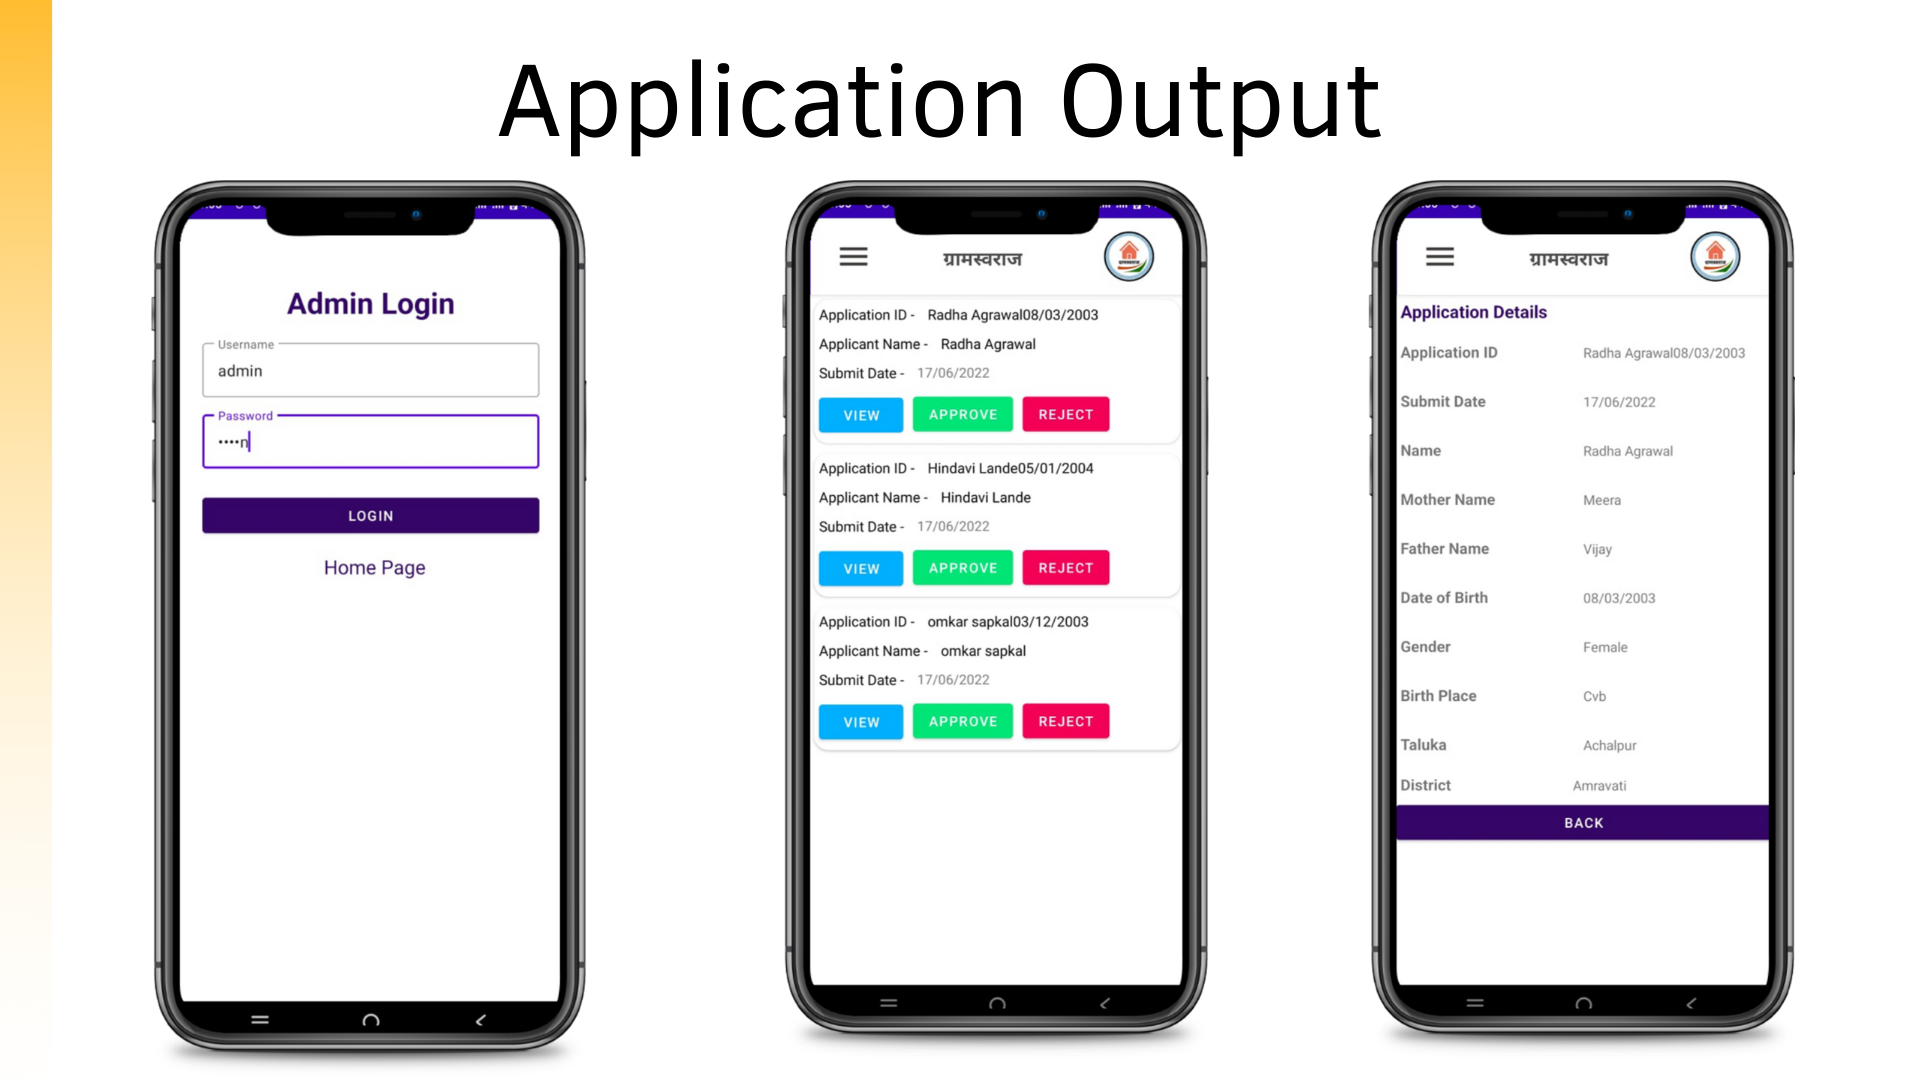 Application Output
Admin Login
Username
admin
Password
••••n
LOGIN
Home Page
ग्रामस्वराज
Application ID - Radha Agrawal08/03/2003
Applicant Name - Radha Agrawal
Submit Date - 17/06/2022
VIEW APPROVE REJECT
Application ID - Hindavi Lande05/01/2004
Applicant Name - Hindavi Lande
Submit Date - 17/06/2022
VIEW APPROVE REJECT
Application ID - omkar sapkal03/12/2003
Applicant Name - omkar sapkal
Submit Date - 17/06/2022
VIEW APPROVE REJECT
ग्रामस्वराज
Application Details
Application ID Radha Agrawal08/03/2003
Submit Date 17/06/2022
Name Radha Agrawal
Mother Name Meera
Father Name Vijay
Date of Birth 08/03/2003
Gender Female
Birth Place Cvb
Taluka Achalpur
District Amravati
BACK